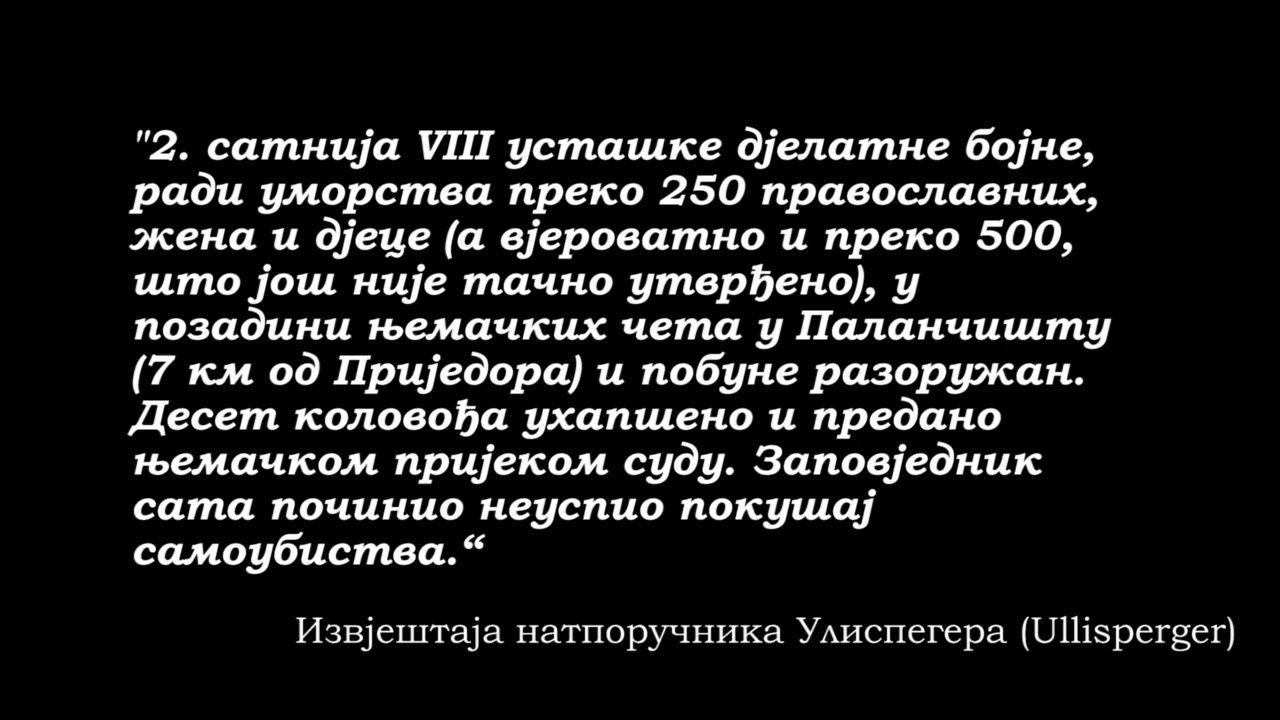 "2. сатнија VIII усташке дјелатне бојне,
ради уморства преко 250 православних,
жена и дјеце (а вјероватно и преко 500,
што још није тачно утврђено), у
позадини њемачких чета у Паланчишту
(7 км од Приједора) и побуне разоружан.
Десет коловођа ухапшено и предано
њемачком пријеком суду. Заповједник
сата починио неуспио покушај
самоубиства.“
Извјештаја натпоручника Улиспегера (Ullisperger)